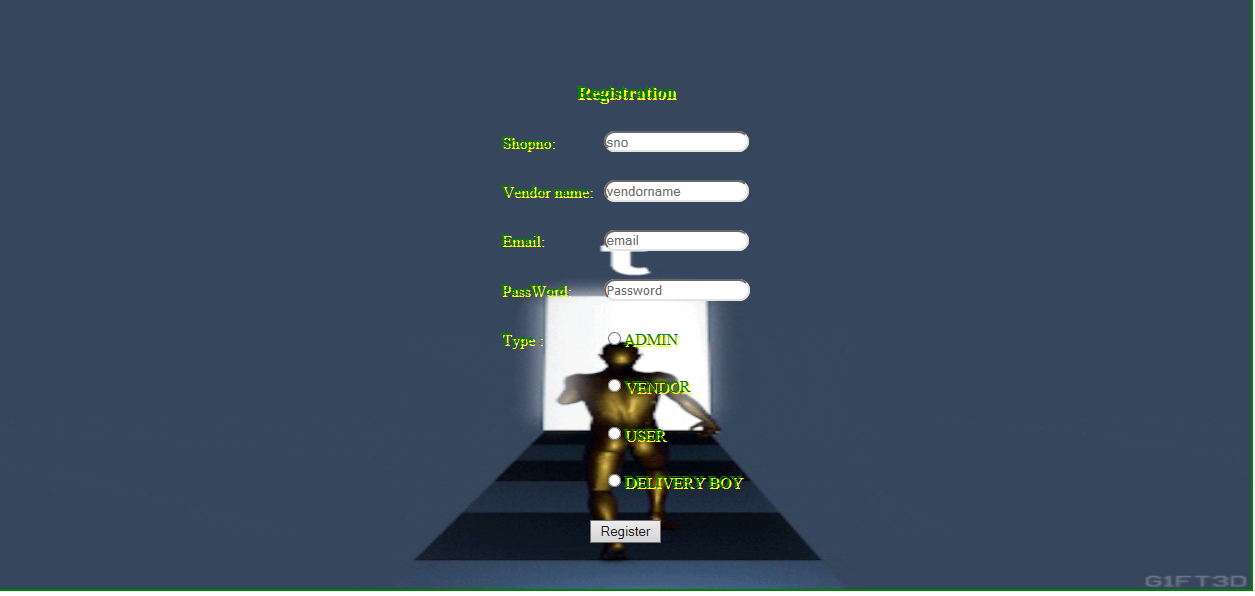 Registration
Shopno: sno
Vendor name: vendorname
Email: email
t
PassWord: Password
Type : ADMIN
VENDOR
USER
DELIVERY BOY
Register
G1FT3D